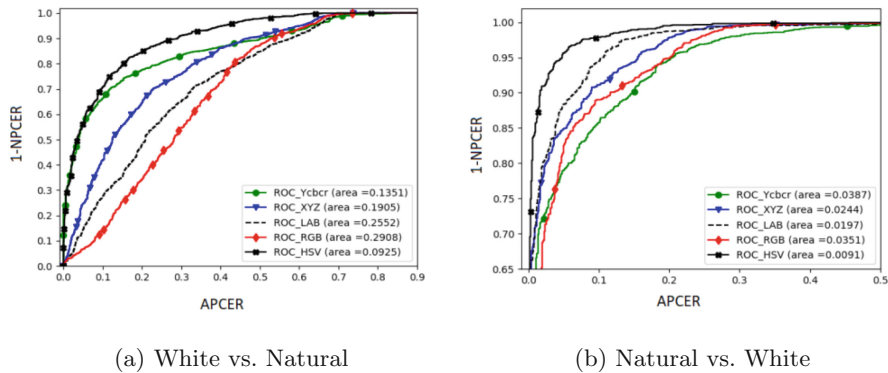 1.0
0.9
0.8
0.7
0.6
0.5
0.4
0.3
0.2
0.1
0.0
1-NPCER
0.0 0.1 0.2 0.3 0.4 0.5 0.6 0.7 0.8 0.9
APCER
ROC_Ycbcr (area =0.1351)
ROC_XYZ (area =0.1905)
ROC_LAB (area =0.2552)
ROC_RGB (area =0.2908)
ROC_HSV (area =0.0925)
(a) White vs. Natural
1.00
0.95
0.90
0.85
0.80
0.75
0.70
0.65
1-NPCER
0.0 0.1 0.2 0.3 0.4 0.5
APCER
ROC_Ycbcr (area =0.0387)
ROC_XYZ (area =0.0244)
ROC_LAB (area =0.0197)
ROC_RGB (area =0.0351)
ROC_HSV (area =0.0091)
(b) Natural vs. White